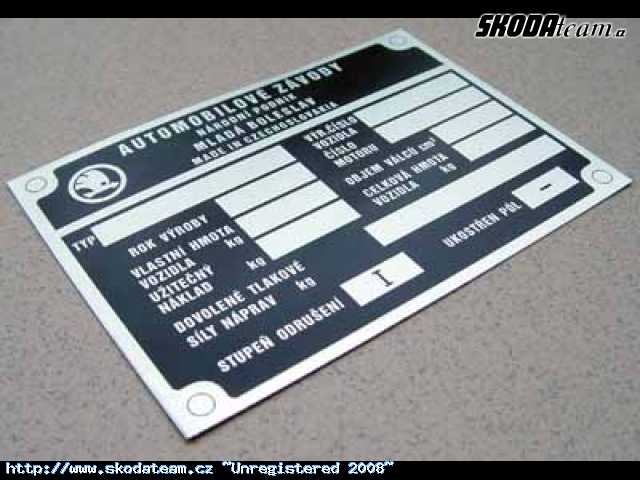 SKODAteam.cz
AUTOMOBILOVÉ ZÁVODY
NÁRODNÍ PODNIK
MLADÁ BOLESLAV
MADE IN CZECHOSLOVAKIA
TYP
VÝR.ČÍSLO
VOZIDLA
ČÍSLO
MOTORU
ROK VÝROBY
OBJEM VÁLCŮ cm³
VLASTNÍ HMOTA
VOZIDLA kg
CELKOVÁ HMOTA
VOZIDLA kg
UŽITEČNÝ
NÁKLAD kg
DOVOLENÉ TLAKOVÉ
SÍLY NÁPRAV kg
UKOSTŘEN PÓL -
STUPEŇ ODRUŠENÍ I
http://www.skodateam.cz ~Unregistered 2008~